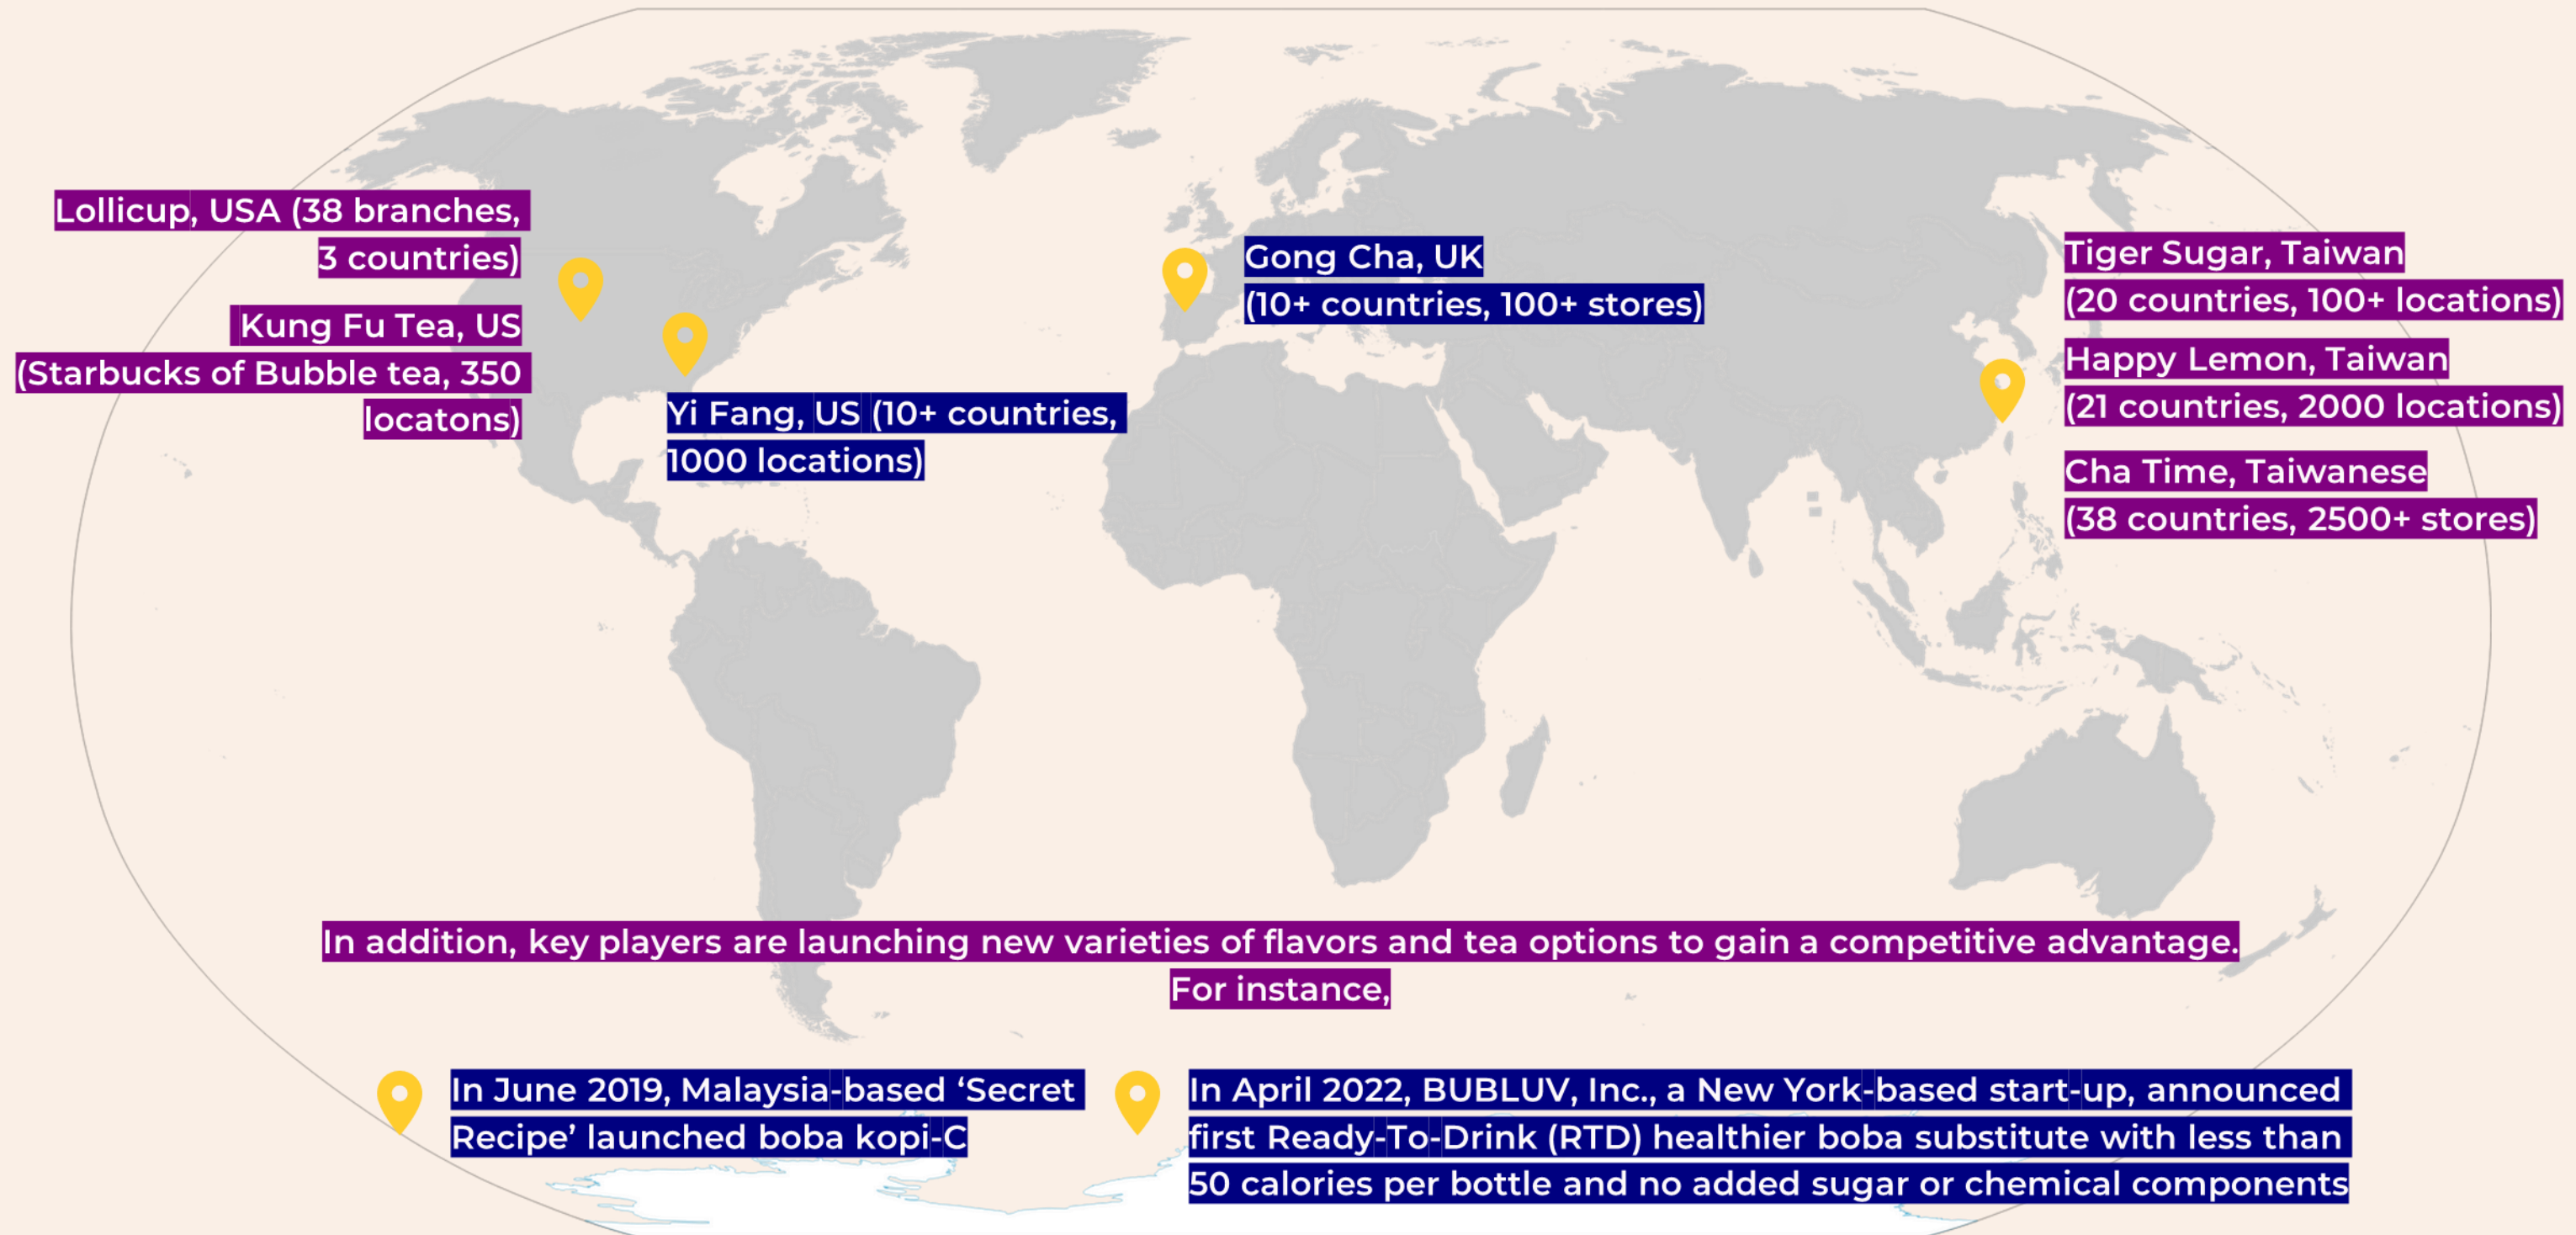 Lollicup, USA (38 branches,
3 countries)
Kung Fu Tea, US
(Starbucks of Bubble tea, 350
locatons)
Yi Fang, US (10+ countries,
1000 locations)
Gong Cha, UK
(10+ countries, 100+ stores)
Tiger Sugar, Taiwan
(20 countries, 100+ locations)
Happy Lemon, Taiwan
(21 countries, 2000 locations)
Cha Time, Taiwanese
(38 countries, 2500+ stores)
In addition, key players are launching new varieties of flavors and tea options to gain a competitive advantage.
For instance,
In June 2019, Malaysia-based ‘Secret
Recipe’ launched boba kopi-C
In April 2022, BUBLUV, Inc., a New York-based start-up, announced
first Ready-To-Drink (RTD) healthier boba substitute with less than
50 calories per bottle and no added sugar or chemical components